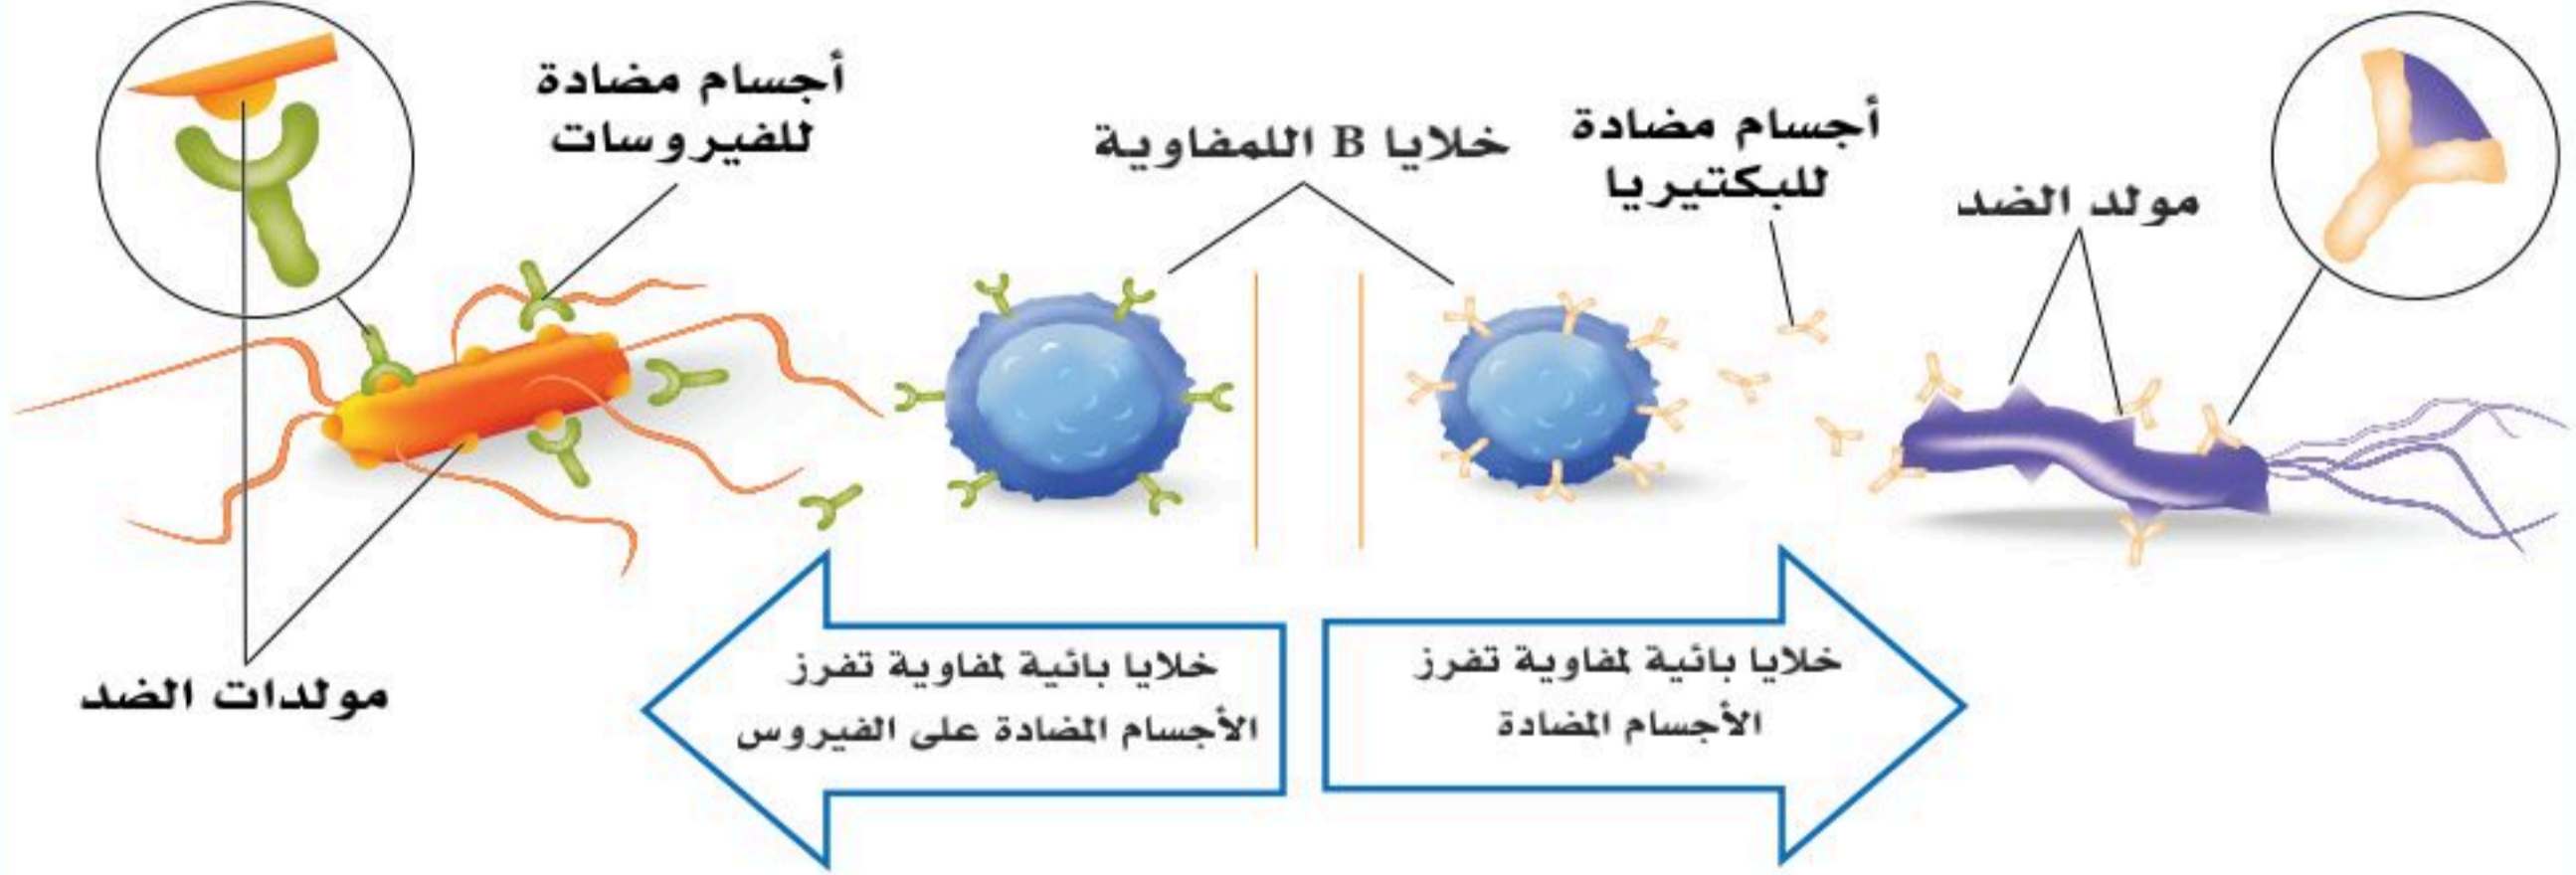 أجسام مضادة
للفيروسات
خلايا B اللمفاوية
أجسام مضادة
للبكتيريا
مولد الضد
مولدات الضد
خلايا بائية لمفاوية تفرز
الأجسام المضادة على الفيروس
خلايا بائية لمفاوية تفرز
الأجسام المضادة